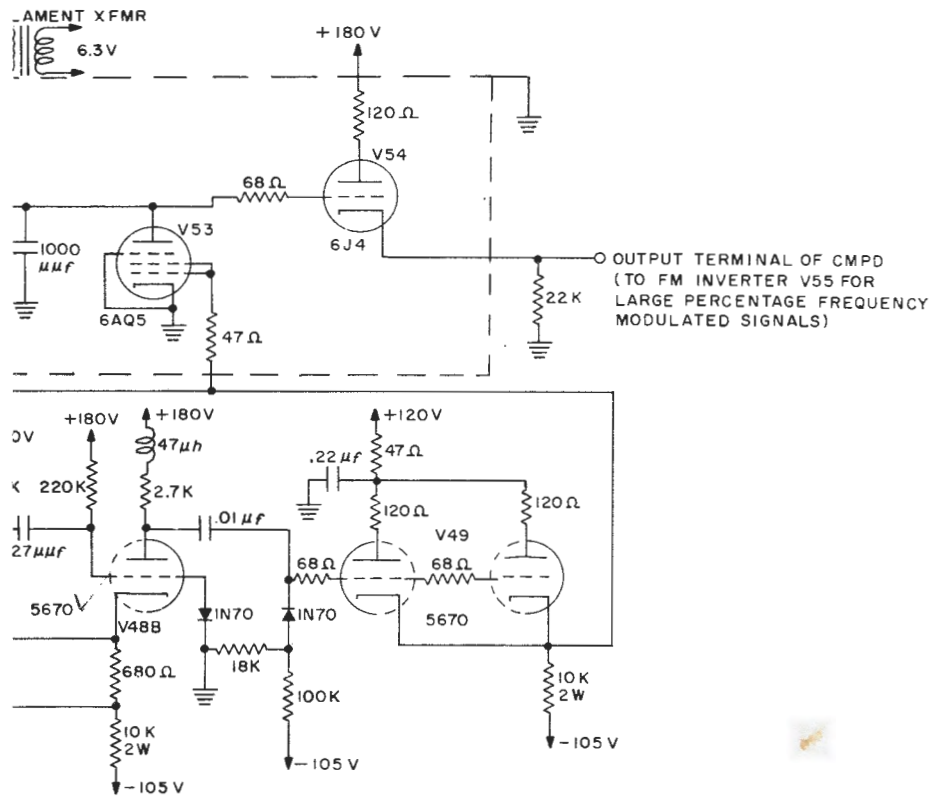 AMENT XFMR
6.3V
+180V
120Ω
V54
68Ω
6J4
V53
1000
μμf
6AQ5
47Ω
OUTPUT TERMINAL OF CMPD
(TO FM INVERTER V55 FOR
LARGE PERCENTAGE FREQUENCY
MODULATED SIGNALS)
22K
0V
+180V
+180V
47μh
K
220K
2.7K
27μμf
.01μf
5670
V48B
680Ω
10K
2W
-105V
1N70
18K
1N70
100K
-105V
+120V
47Ω
.22μf
120Ω
120Ω
V49
68Ω
68Ω
5670
10K
2W
-105V